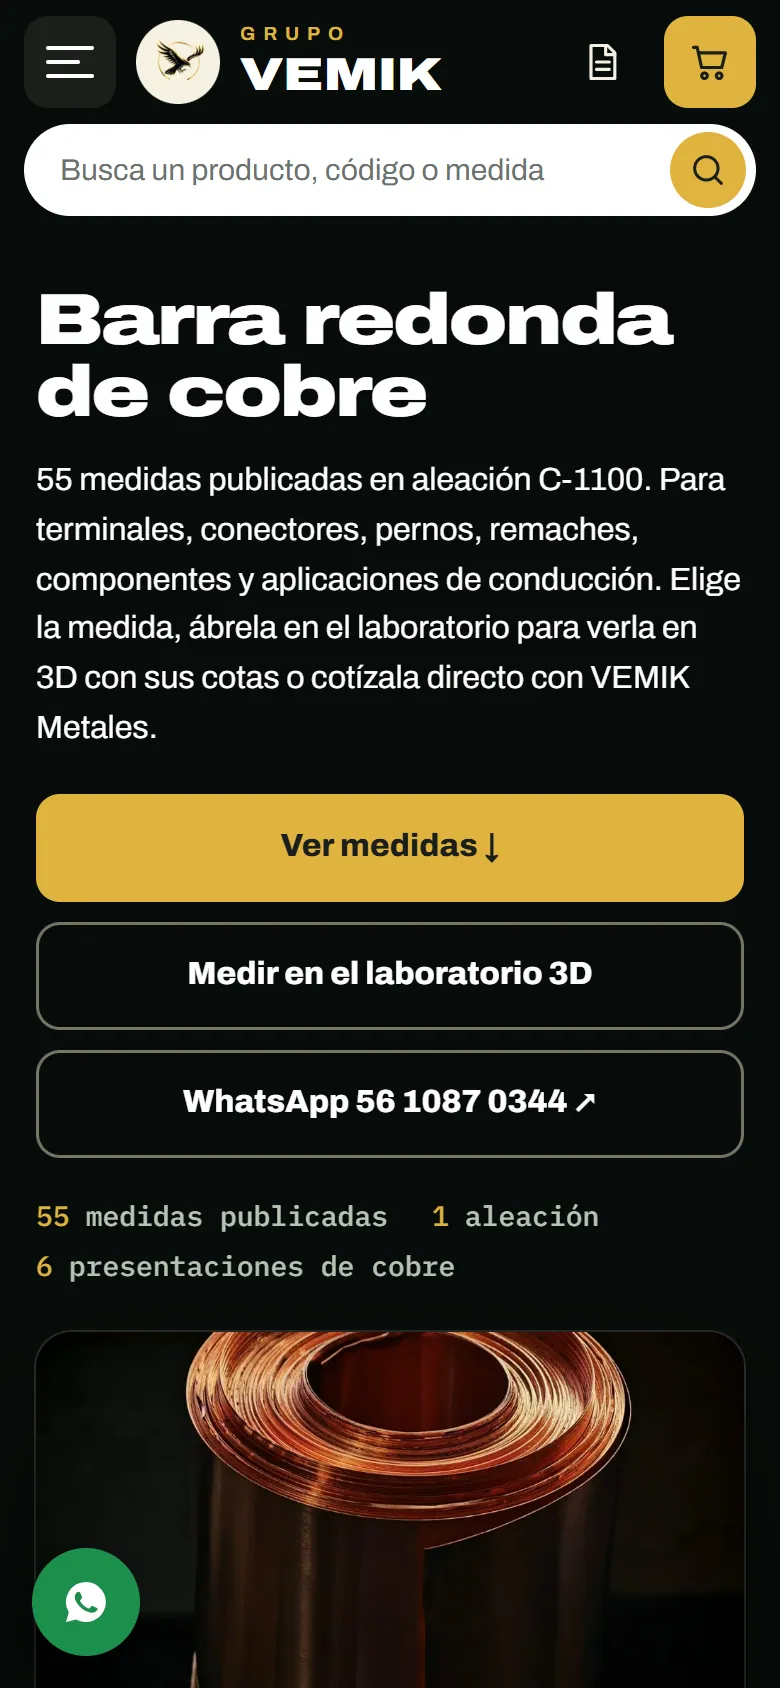 GRUPO
VEMIK
Busca un producto, código o medida
Barra redonda
de cobre
55 medidas publicadas en aleación C-1100. Para
terminales, conectores, pernos, remaches,
componentes y aplicaciones de conducción. Elige
la medida, ábrela en el laboratorio para verla en
3D con sus cotas o cotízala directo con VEMIK
Metales.
Ver medidas ↓
Medir en el laboratorio 3D
WhatsApp 56 1087 0344 ↗
55 medidas publicadas 1 aleación
6 presentaciones de cobre